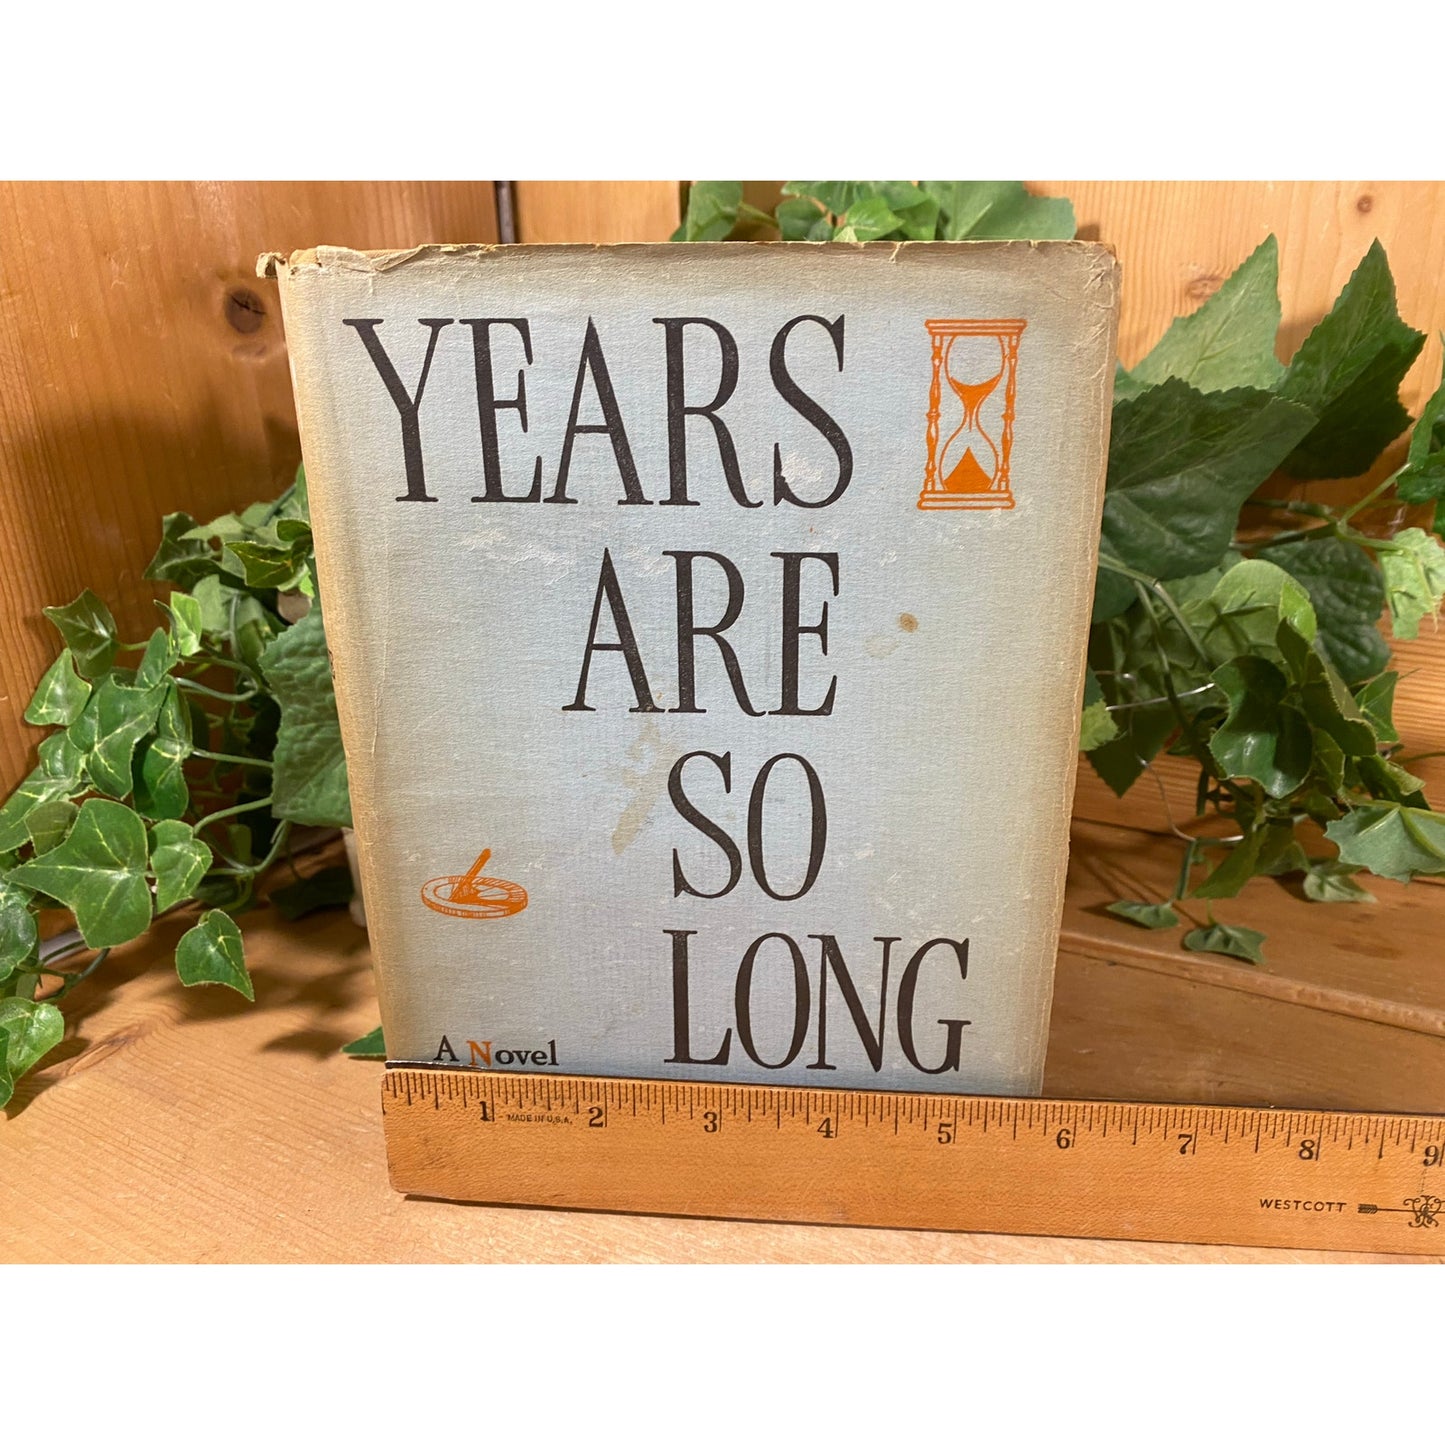 YEARS
ARE
SO
LONG
A Novel
1 2 3 4 5 6 7 8 9
MADE IN U.S.A.
WESTCOTT